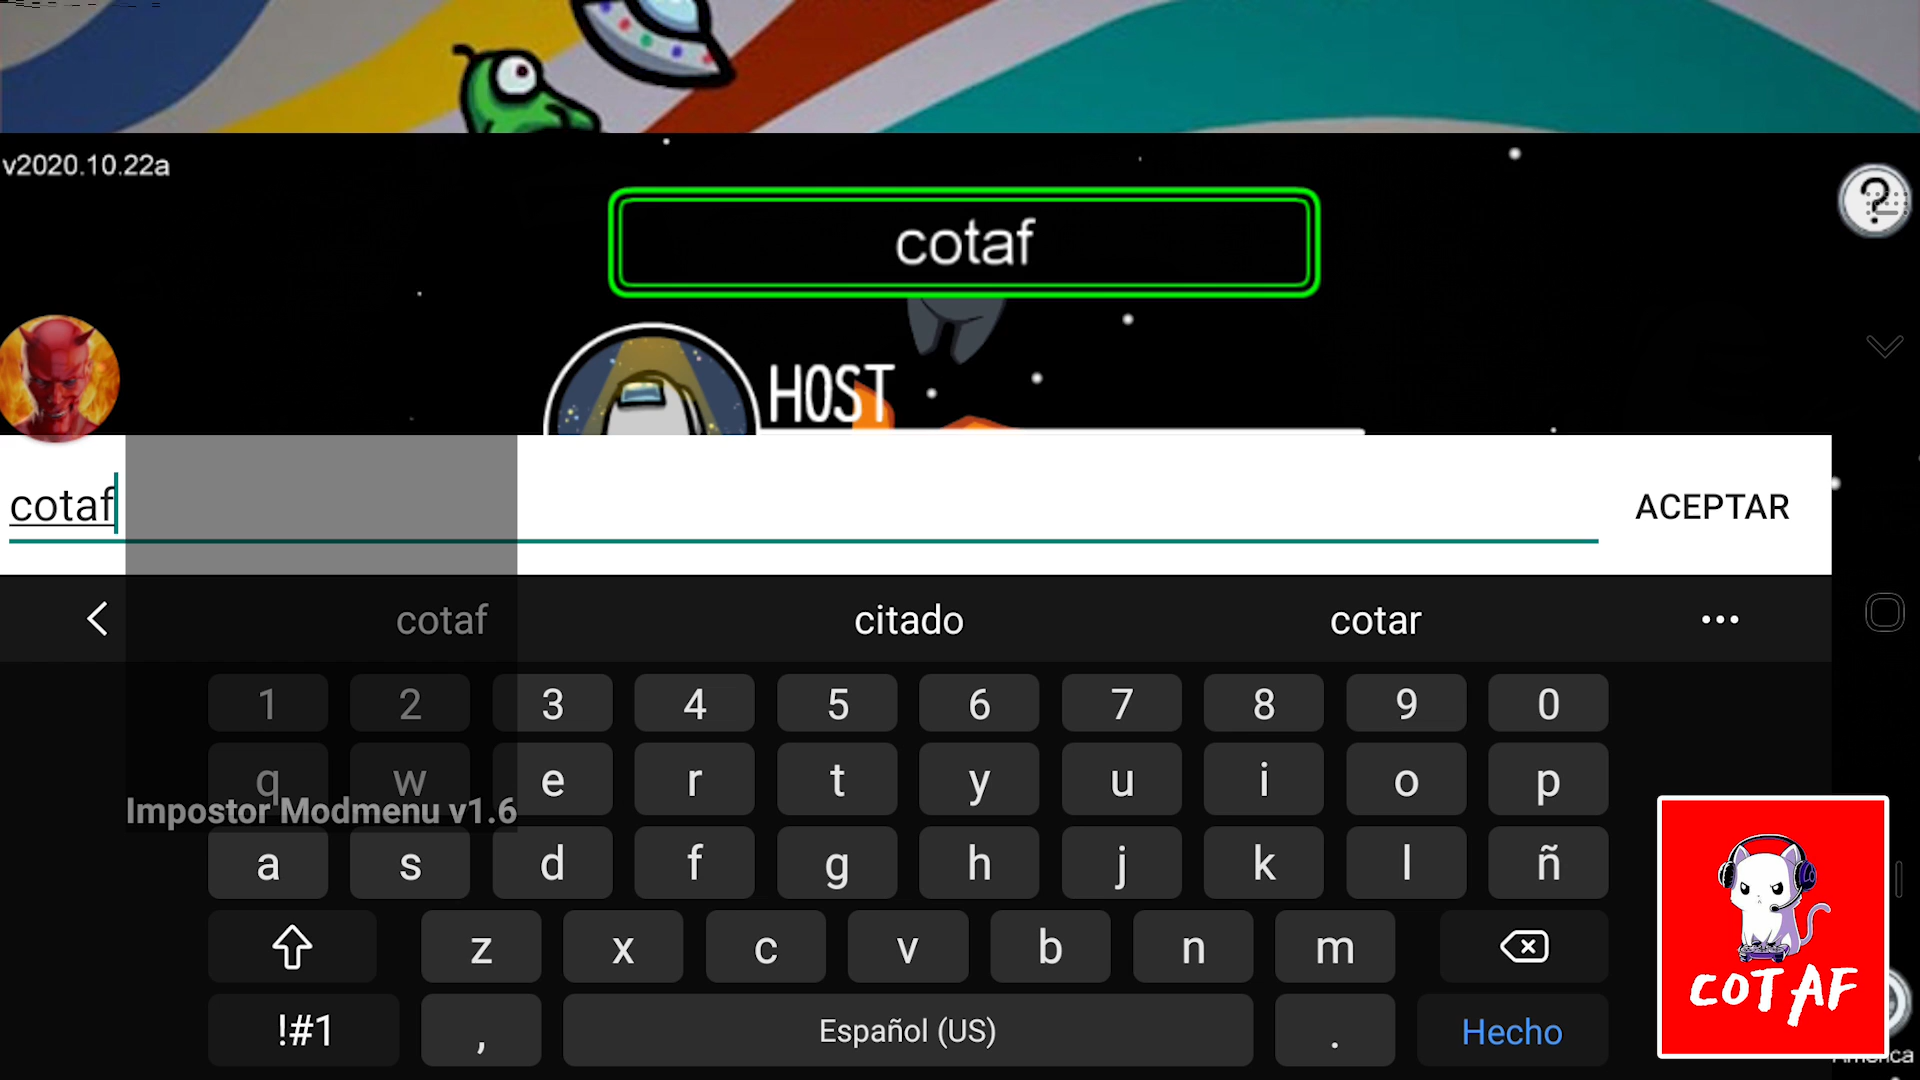 v2020.10.22a
cotaf
HOST
cotaf
ACEPTAR
cotaf citado cotar ...
1 2 3 4 5 6 7 8 9 0
q w e r t y u i o p
Impostor Modmenu v1.6
a s d f g h j k l ñ
z x c v b n m
!#1 , Español (US) . Hecho
COTAF